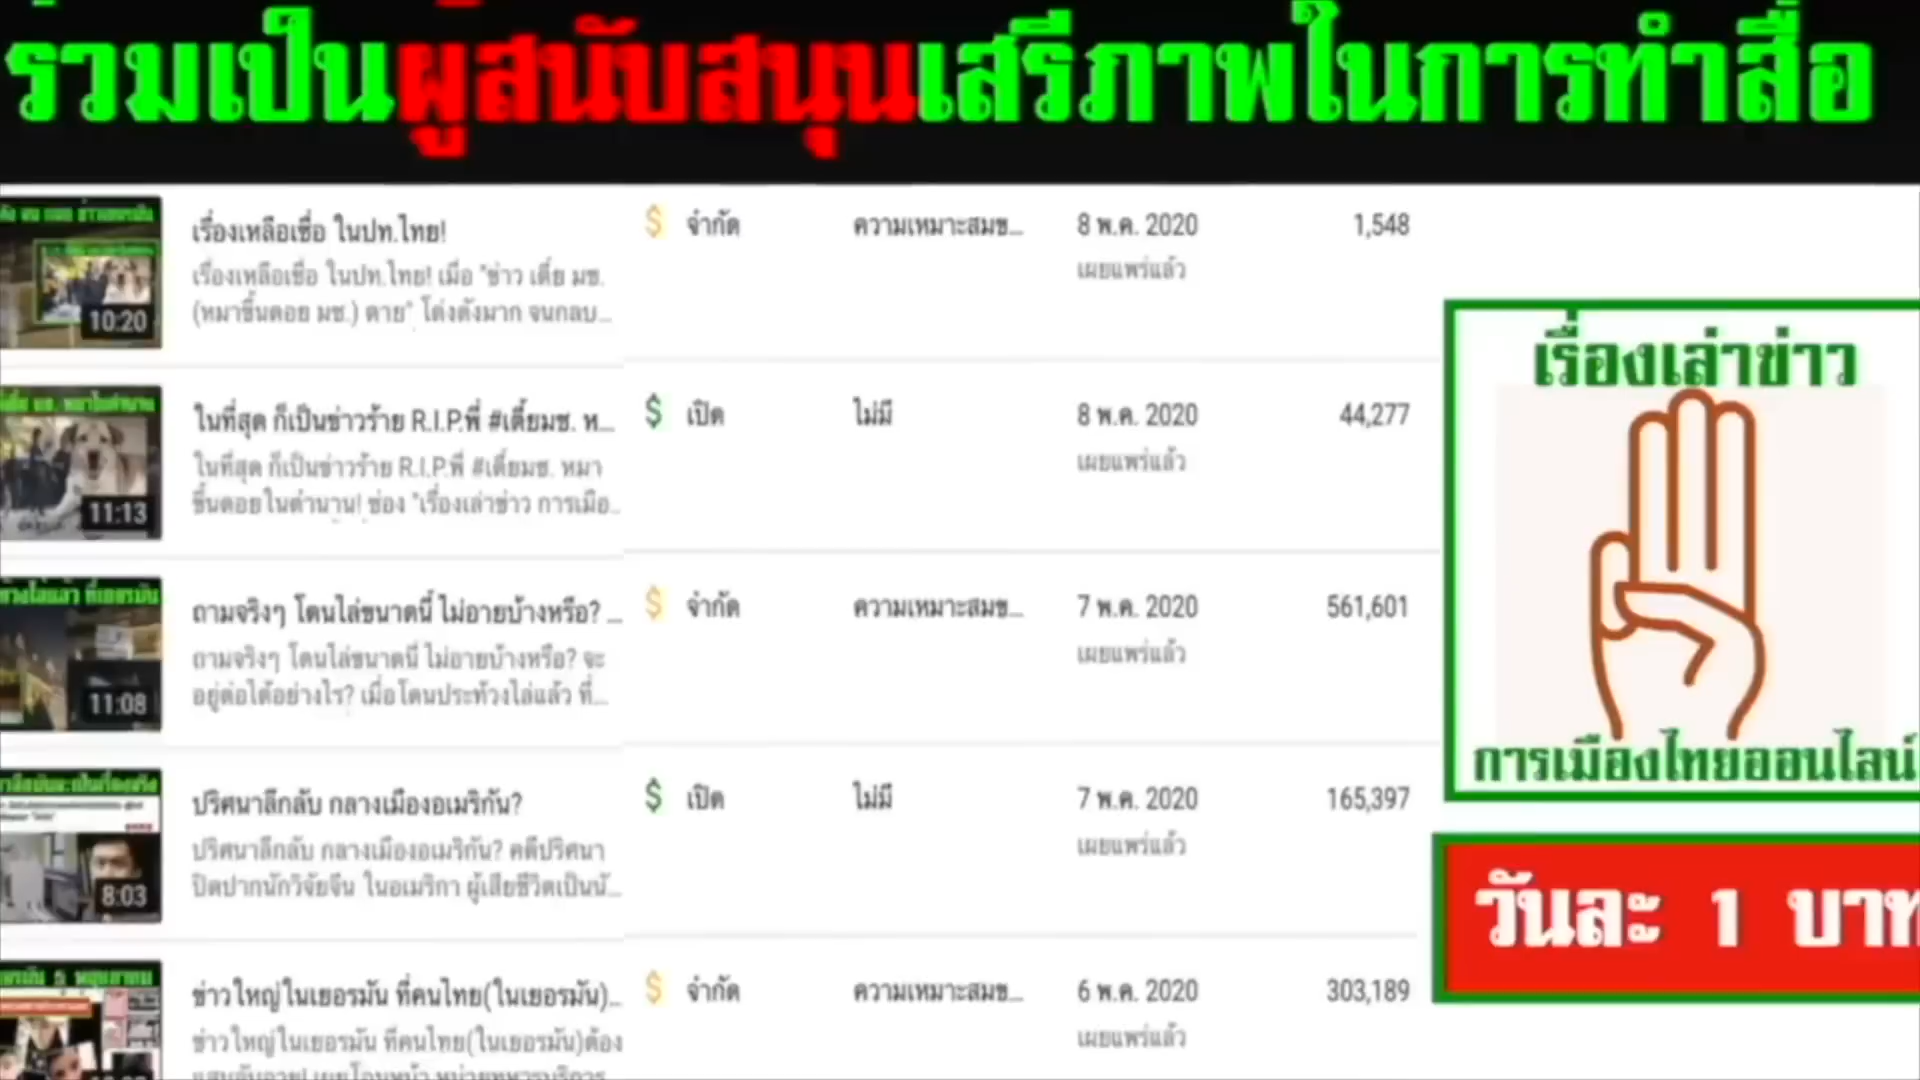 ร่วมเป็นผู้สนับสนุนเสรีภาพในการทำสื่อ
10:20
เรื่องเหลือเชื่อ ในปท.ไทย!
เรื่องเหลือเชื่อ ในปท.ไทย! เมื่อ "ข่าว เตี้ย มช.
(หมาขึ้นดอย มช.) ตาย" โด่งดังมาก จนกลบ...
จำกัด
ความเหมาะสมข...
8 พ.ค. 2020
เผยแพร่แล้ว
1,548
11:13
ในที่สุด ก็เป็นข่าวร้าย R.I.P.พี่ #เตี้ยมช. ห...
ในที่สุด ก็เป็นข่าวร้าย R.I.P.พี่ #เตี้ยมช. หมา
ขึ้นดอยในตำนาน! ช่อง "เรื่องเล่าข่าว การเมือ...
เปิด
ไม่มี
8 พ.ค. 2020
เผยแพร่แล้ว
44,277
11:08
ถามจริงๆ โดนไล่ขนาดนี้ ไม่อายบ้างหรือ? ...
ถามจริงๆ โดนไล่ขนาดนี้ ไม่อายบ้างหรือ? จะ
อยู่ต่อได้อย่างไร? เมื่อโดนประท้วงไล่แล้ว ที่...
จำกัด
ความเหมาะสมข...
7 พ.ค. 2020
เผยแพร่แล้ว
561,601
8:03
ปริศนาลึกลับ กลางเมืองอเมริกัน?
ปริศนาลึกลับ กลางเมืองอเมริกัน? คดีปริศนา
ปิดปากนักวิจัยจีน ในอเมริกา ผู้เสียชีวิตเป็นนั...
เปิด
ไม่มี
7 พ.ค. 2020
เผยแพร่แล้ว
165,397
ข่าวใหญ่ในเยอรมัน ที่คนไทย(ในเยอรมัน)...
ข่าวใหญ่ในเยอรมัน ที่คนไทย(ในเยอรมัน)ต้อง
จำกัด
ความเหมาะสมข...
6 พ.ค. 2020
เผยแพร่แล้ว
303,189
เรื่องเล่าข่าว
การเมืองไทยออนไลน์
วันละ 1 บาท